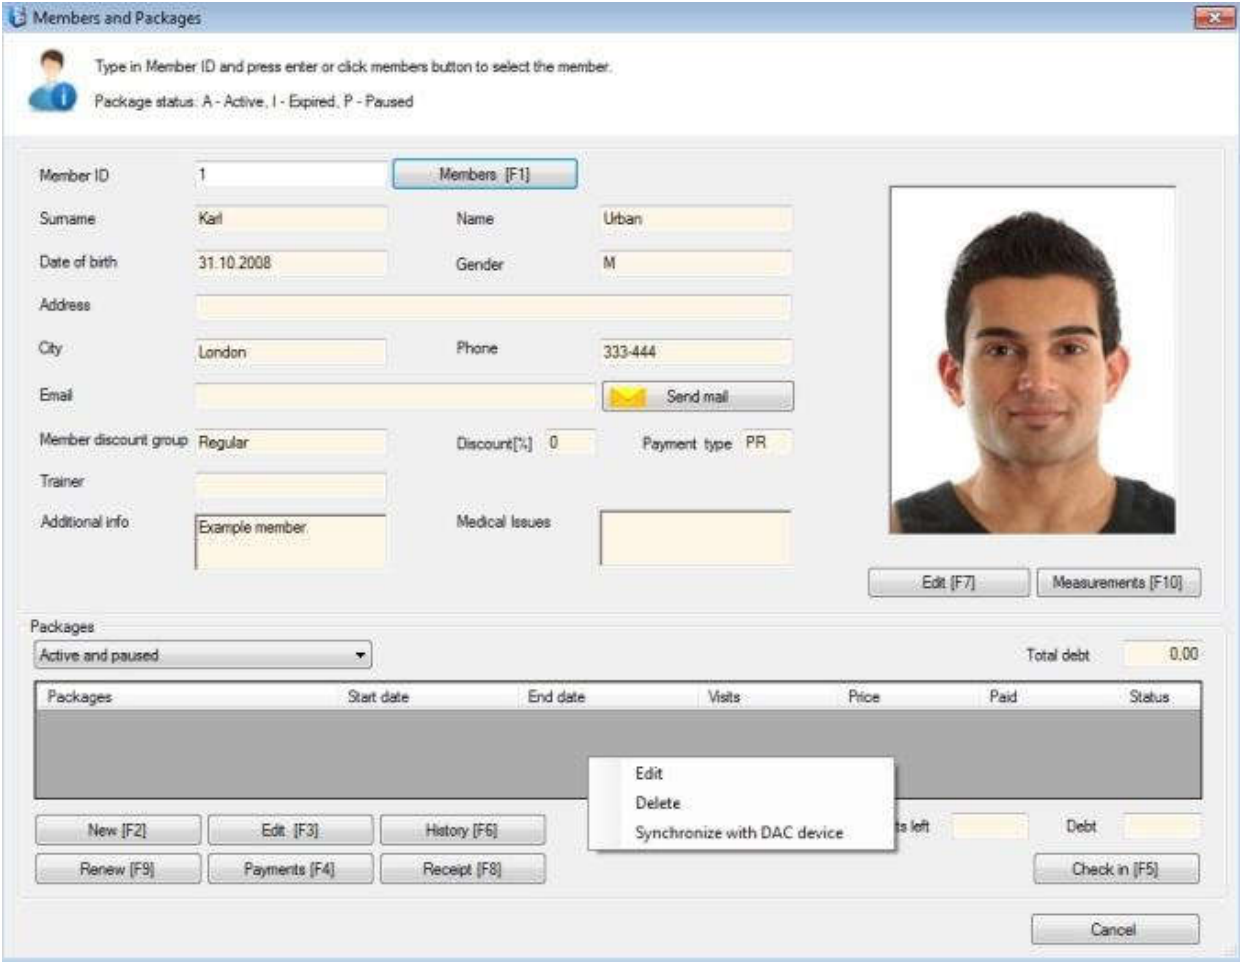 Members and Packages
Type in Member ID and press enter or click members button to select the member.
Package status: A - Active, I - Expired, P - Paused
Member ID 1 Members [F1]
Surname Karl Name Urban
Date of birth 31.10.2008 Gender M
Address
City London Phone 333-444
Email Send mail
Member discount group Regular Discount[%] 0 Payment type PR
Trainer
Additional info Example member. Medical Issues
Edit [F7] Measurements [F10]
Packages
Active and paused Total debt 0,00
Packages Start date End date Visits Price Paid Status
Edit
Delete
Synchronize with DAC device
New [F2] Edit [F3] History [F6] left Debt
Renew [F9] Payments [F4] Receipt [F8] Check in [F5]
Cancel